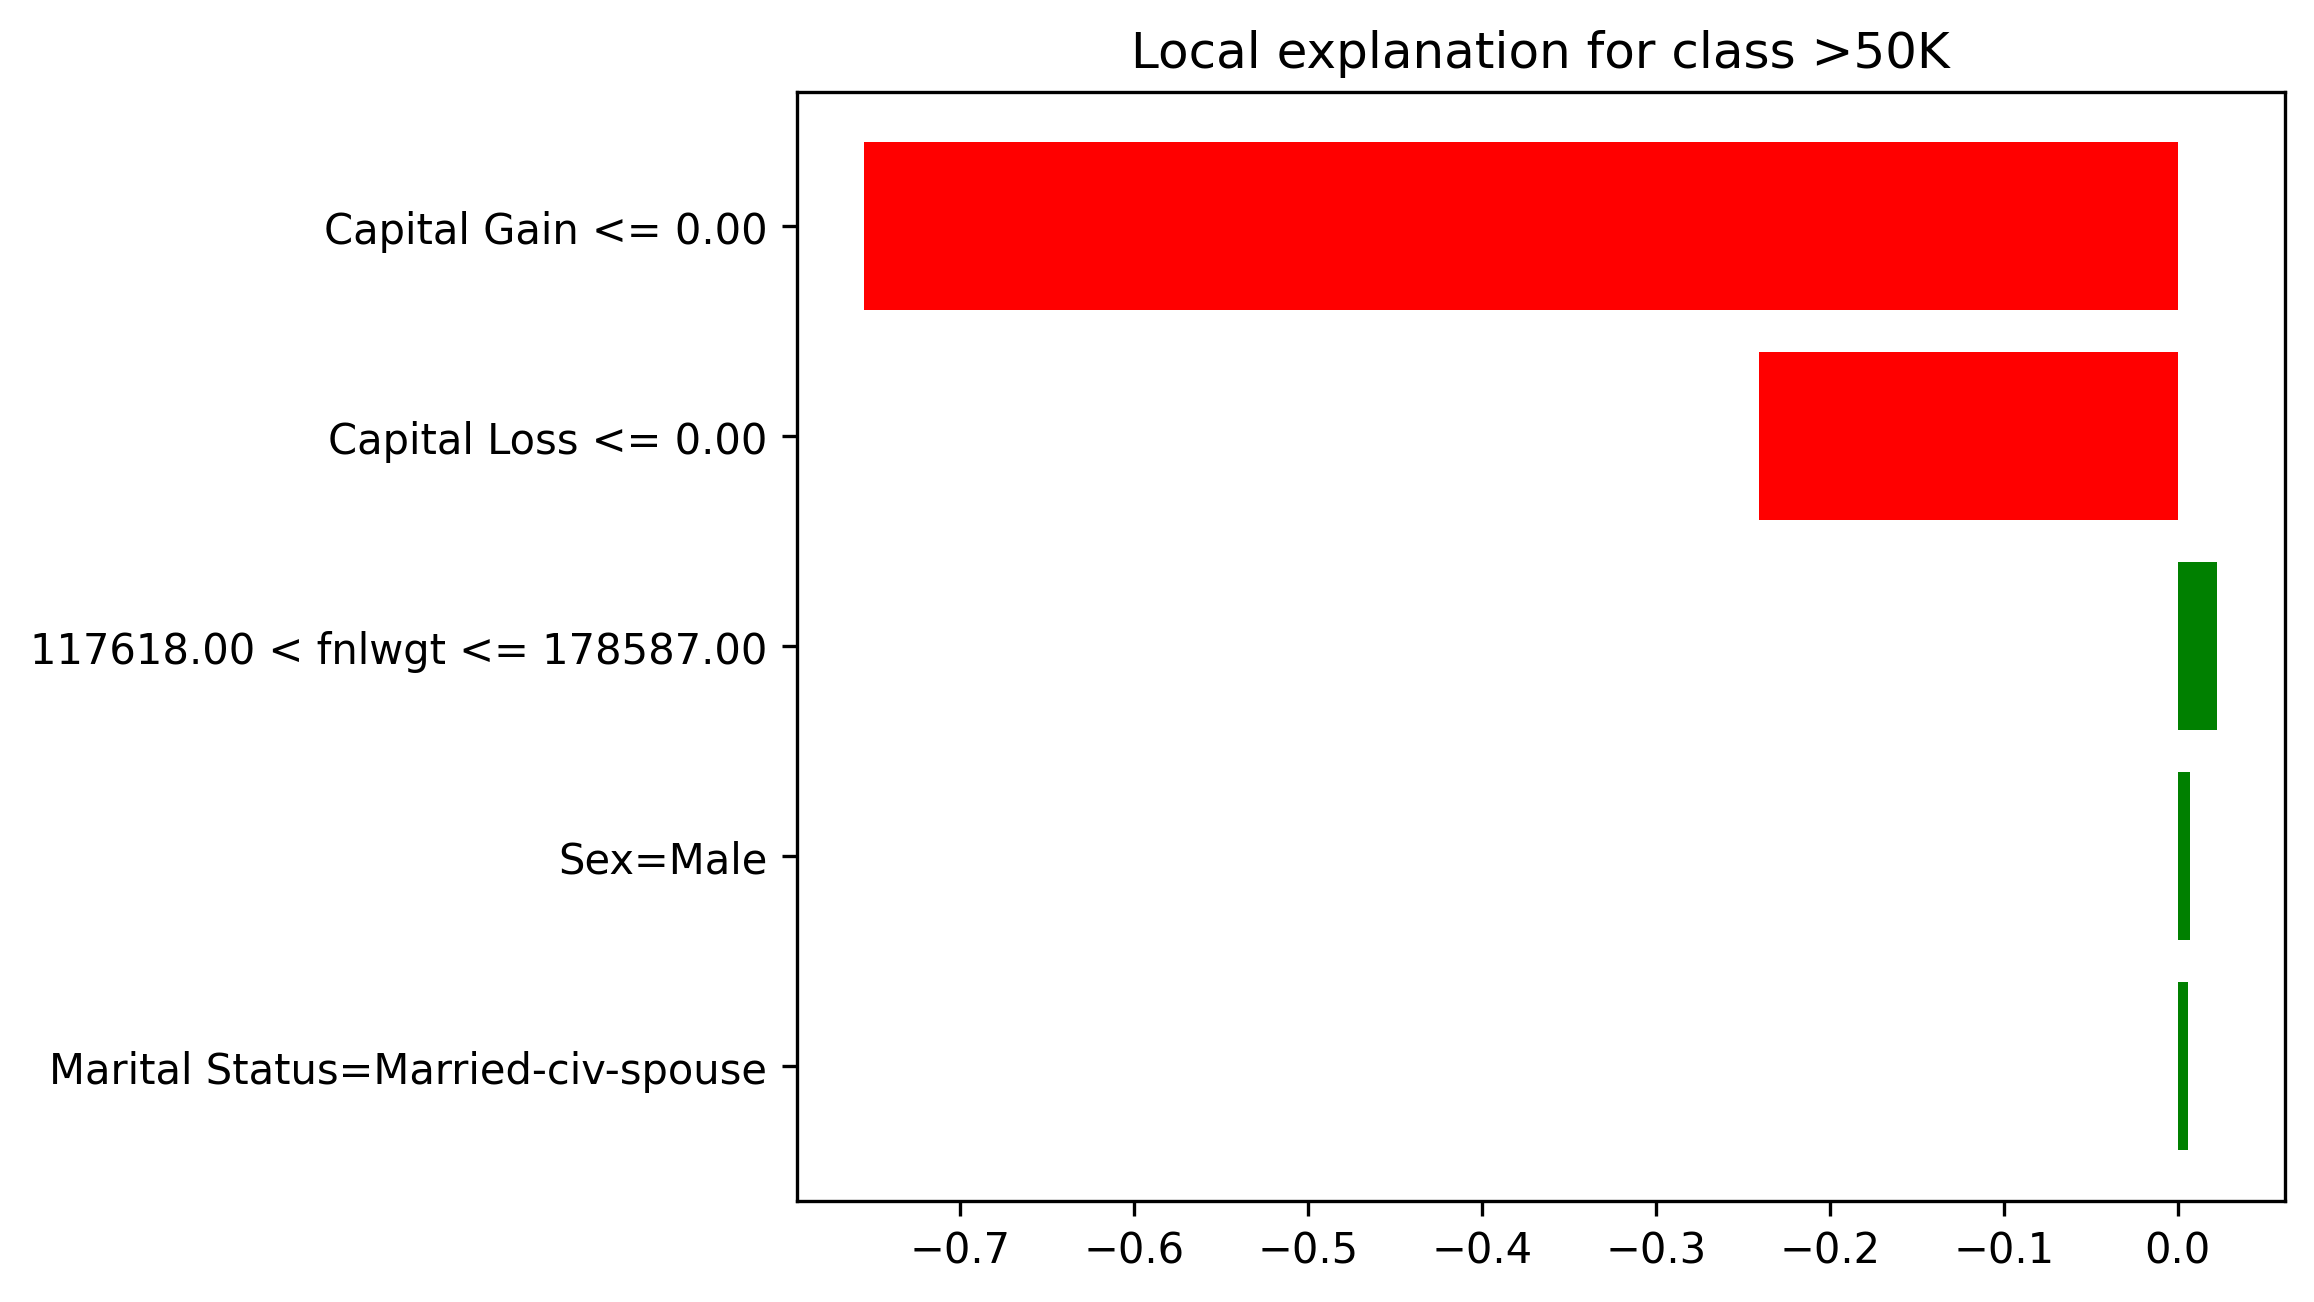 Local explanation for class >50K
Capital Gain <= 0.00
Capital Loss <= 0.00
117618.00 < fnlwgt <= 178587.00
Sex=Male
Marital Status=Married-civ-spouse
−0.7 −0.6 −0.5 −0.4 −0.3 −0.2 −0.1 0.0